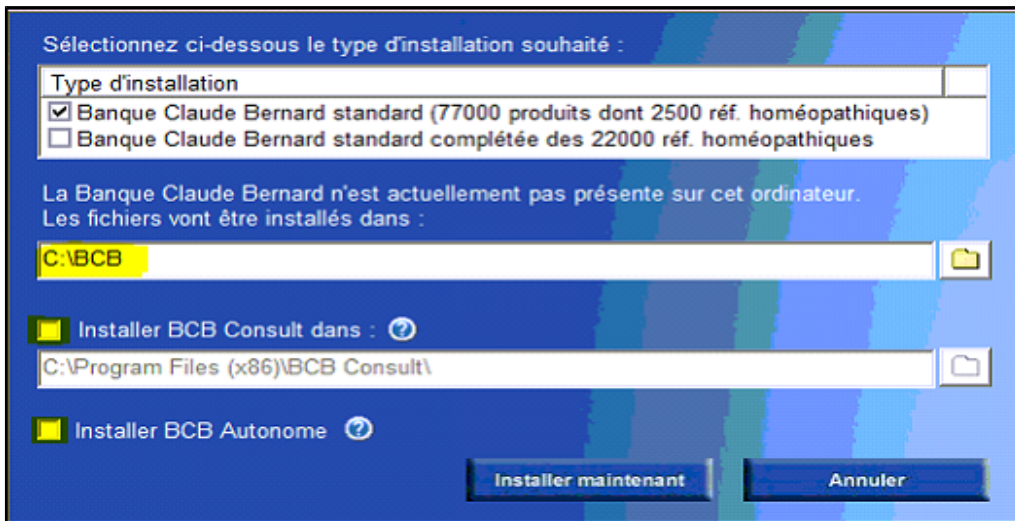 Sélectionnez ci-dessous le type d'installation souhaité :
Type d'installation
Banque Claude Bernard standard (77000 produits dont 2500 réf. homéopathiques)
Banque Claude Bernard standard complétée des 22000 réf. homéopathiques
La Banque Claude Bernard n'est actuellement pas présente sur cet ordinateur.
Les fichiers vont être installés dans :
C:\BCB
Installer BCB Consult dans : ?
C:\Program Files (x86)\BCB Consult\
Installer BCB Autonome ?
Installer maintenant Annuler